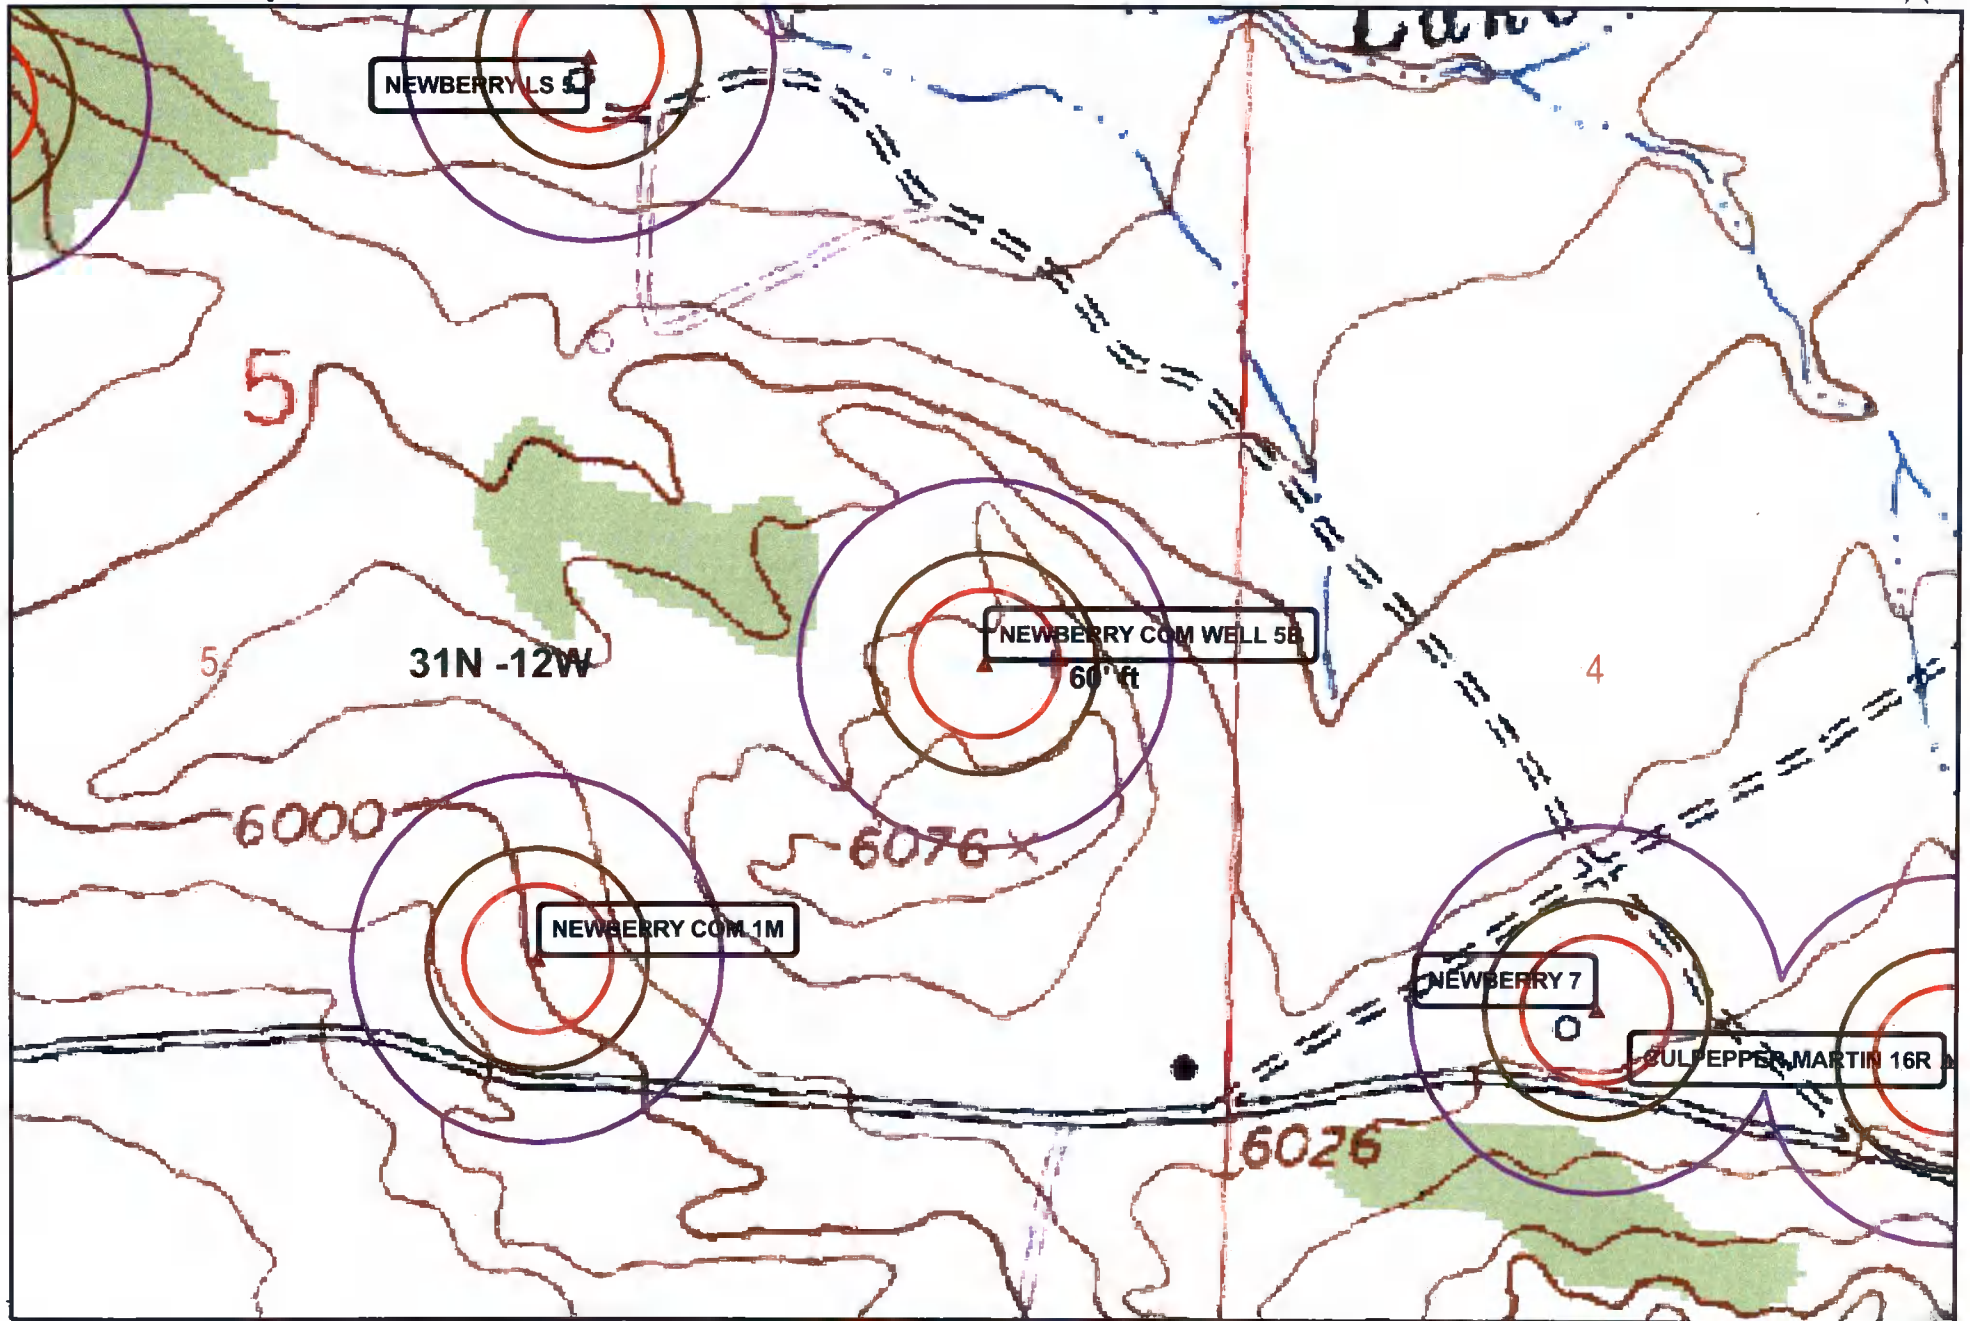 NEWBERRY LS 5
5
5
31N -12W
NEWBERRY COM WELL 5B
60' ft
4
6000
6076
NEWBERRY COM 1M
NEWBERRY 7
CULPEPPER MARTIN 16R
6026